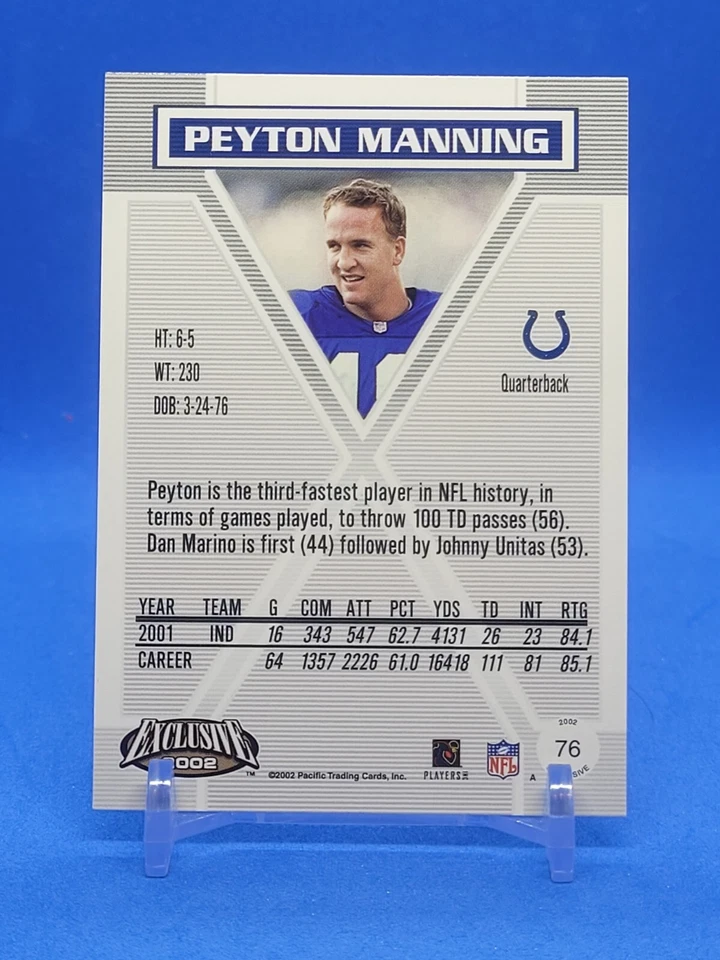 PEYTON MANNING
HT: 6-5
WT: 230
DOB: 3-24-76
Quarterback
Peyton is the third-fastest player in NFL history, in
terms of games played, to throw 100 TD passes (56).
Dan Marino is first (44) followed by Johnny Unitas (53).
YEAR TEAM G COM ATT PCT YDS TD INT RTG
2001 IND 16 343 547 62.7 4131 26 23 84.1
CAREER 64 1357 2226 61.0 16418 111 81 85.1
EXCLUSIVE
2002
™ ©2002 Pacific Trading Cards, Inc.
PLAYERS INC
NFL
A
2002
76